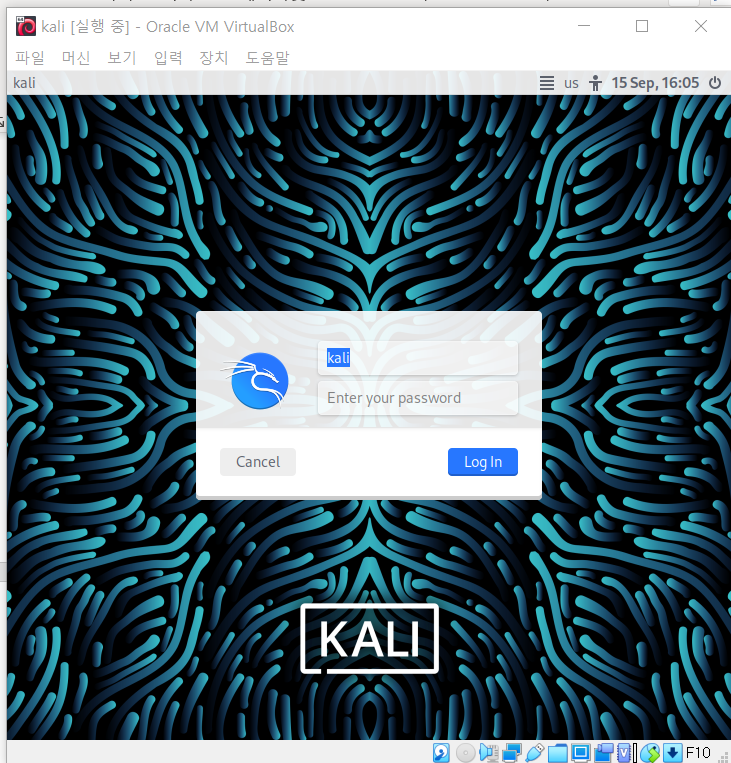 kali [실행 중] - Oracle VM VirtualBox
파일 머신 보기 입력 장치 도움말
kali us 15 Sep, 16:05
kali
Enter your password
Cancel Log In
KALI
F10